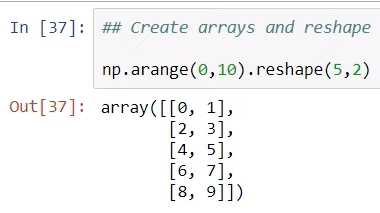 In [37]: ## Create arrays and reshape
np.arange(0,10).reshape(5,2)
Out[37]: array([[0, 1],
[2, 3],
[4, 5],
[6, 7],
[8, 9]])